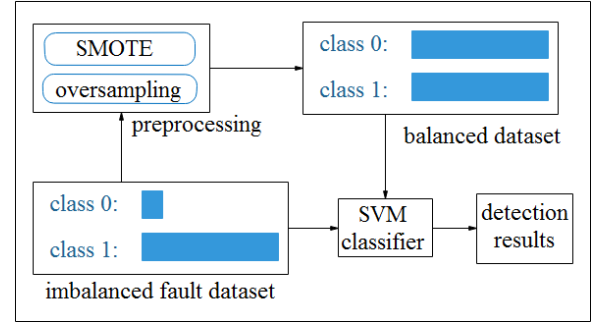 SMOTE
oversampling
preprocessing
class 0:
class 1:
balanced dataset
class 0:
class 1:
imbalanced fault dataset
SVM
classifier
detection
results